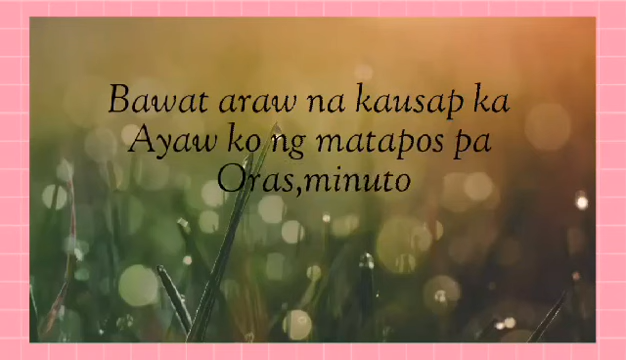 Bawat araw na kausap ka
Ayaw ko ng matapos pa
Oras,minuto